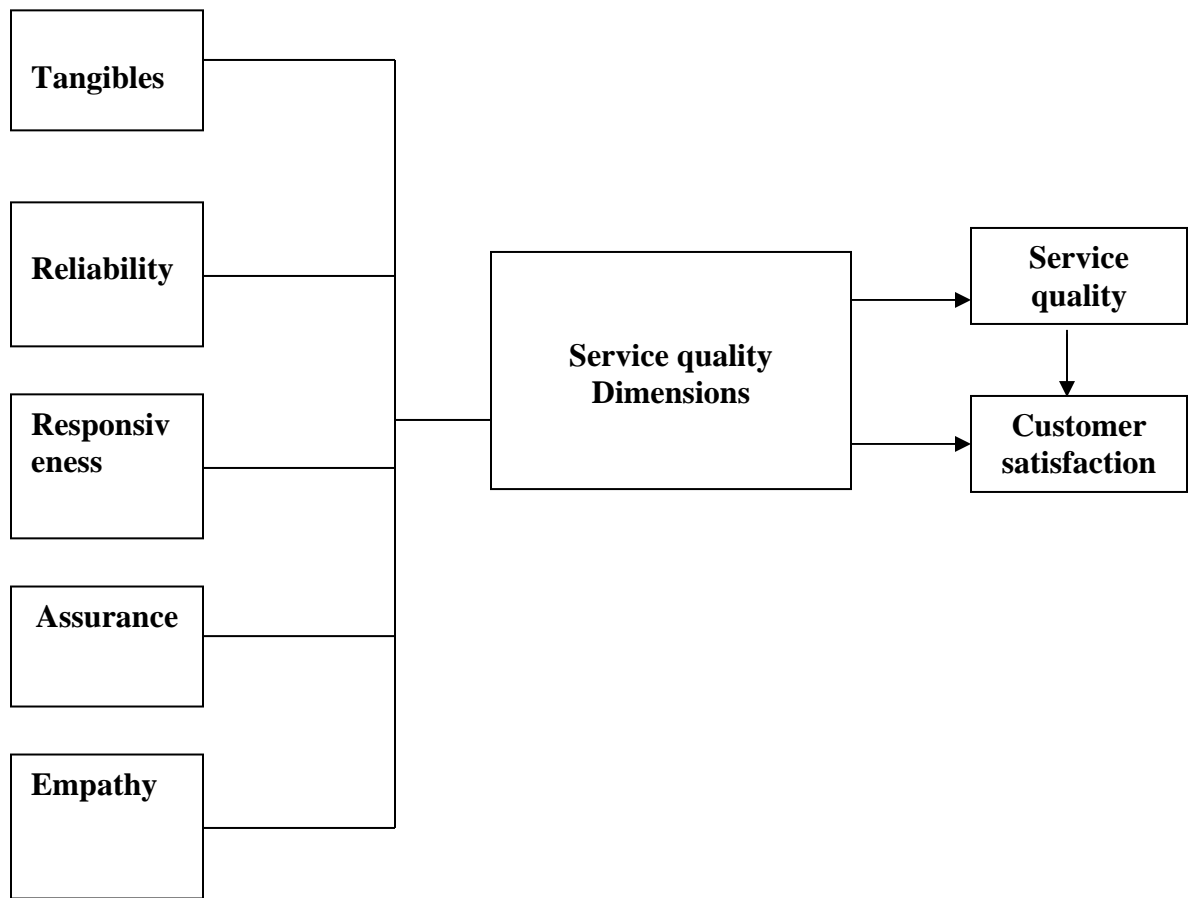 Tangibles
Reliability
Responsiv
eness
Assurance
Empathy
Service quality
Dimensions
Service
quality
Customer
satisfaction